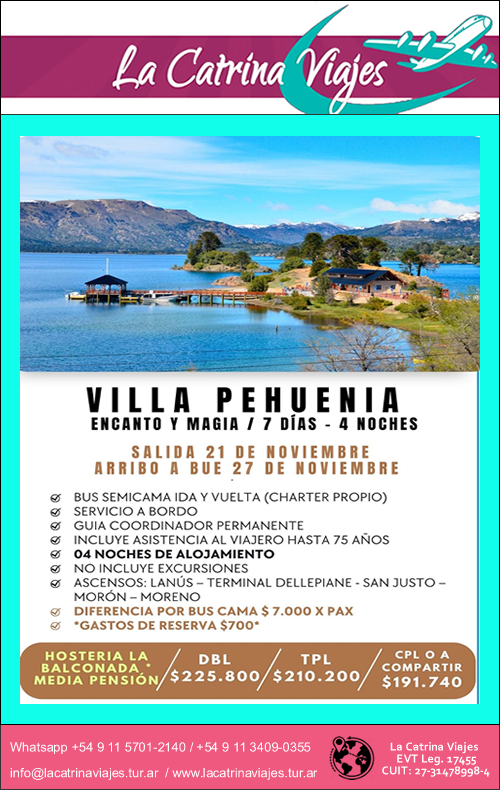 La Catrina Viajes
VILLA PEHUENIA
ENCANTO Y MAGIA / 7 DÍAS - 4 NOCHES
SALIDA 21 DE NOVIEMBRE
ARRIBO A BUE 27 DE NOVIEMBRE
BUS SEMICAMA IDA Y VUELTA (CHARTER PROPIO)
SERVICIO A BORDO
GUIA COORDINADOR PERMANENTE
INCLUYE ASISTENCIA AL VIAJERO HASTA 75 AÑOS
04 NOCHES DE ALOJAMIENTO
NO INCLUYE EXCURSIONES
ASCENSOS: LANÚS – TERMINAL DELLEPIANE - SAN JUSTO –
MORÓN – MORENO
DIFERENCIA POR BUS CAMA $ 7.000 X PAX
*GASTOS DE RESERVA $700*
HOSTERIA LA
BALCONADA *
MEDIA PENSIÓN
DBL
$225.800
TPL
$210.200
CPL O A
COMPARTIR
$191.740
Whatsapp +54 9 11 5701-2140 / +54 9 11 3409-0355
info@lacatrinaviajes.tur.ar / www.lacatrinaviajes.tur.ar
La Catrina Viajes
EVT Leg. 17455
CUIT: 27-31478998-4